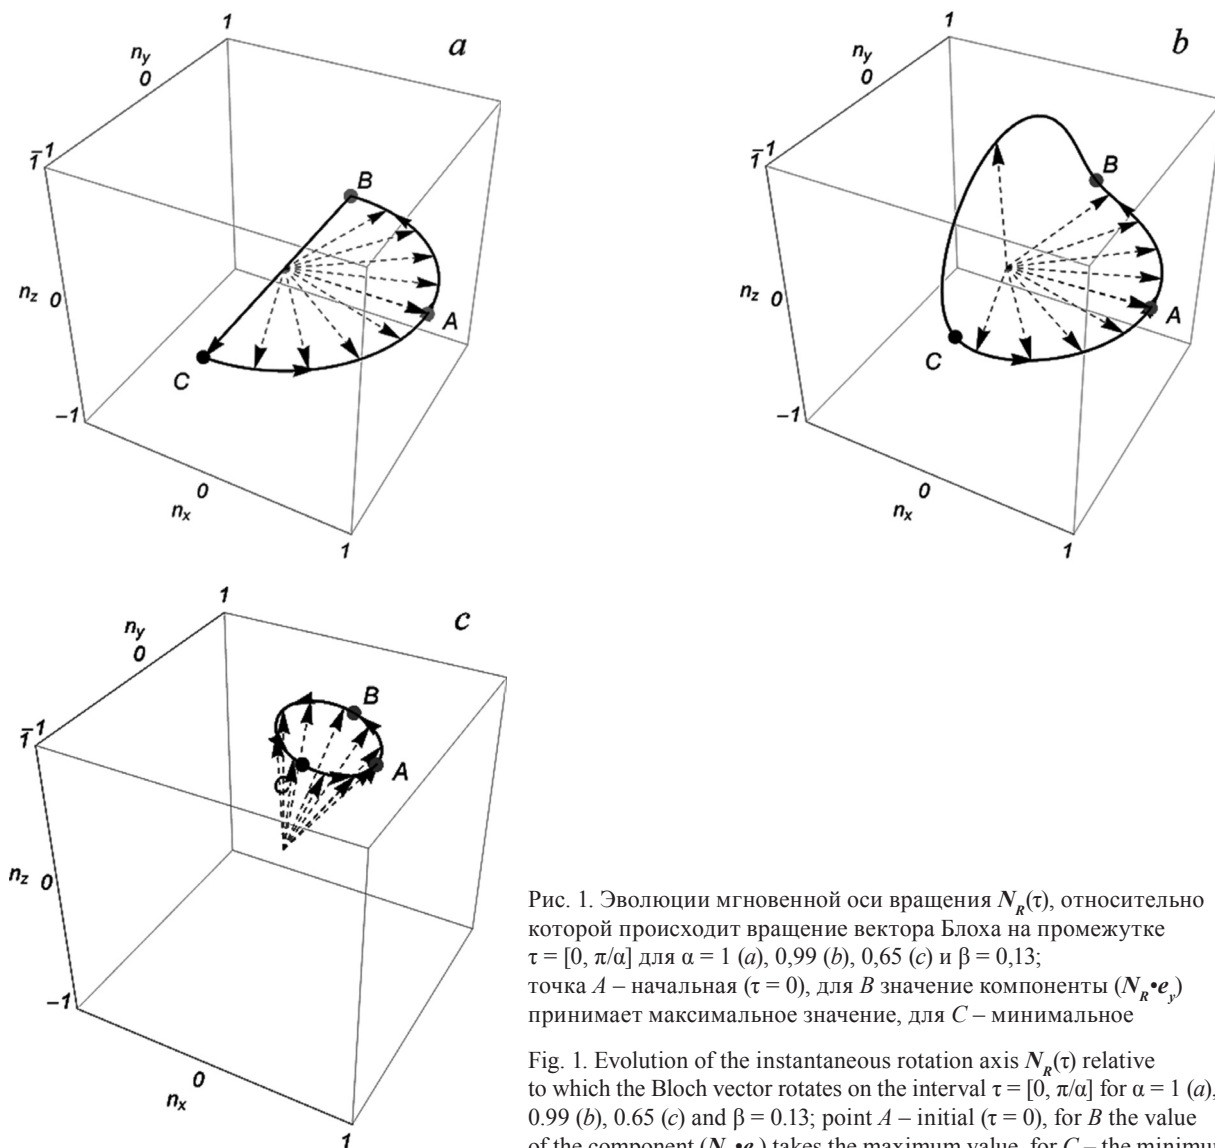 1
a
n_y
0
1̄
1
B
n_z
0
A
C
−1
0
n_x
1
1
b
n_y
0
1̄
1
B
n_z
0
A
C
−1
0
n_x
1
1
c
n_y
0
1̄
1
B
A
C
n_z
0
−1
0
n_x
1
Рис. 1. Эволюции мгновенной оси вращения N_R(τ), относительно
которой происходит вращение вектора Блоха на промежутке
τ = [0, π/α] для α = 1 (a), 0,99 (b), 0,65 (c) и β = 0,13;
точка A – начальная (τ = 0), для B значение компоненты (N_R•e_y)
принимает максимальное значение, для C – минимальное
Fig. 1. Evolution of the instantaneous rotation axis N_R(τ) relative
to which the Bloch vector rotates on the interval τ = [0, π/α] for α = 1 (a),
0.99 (b), 0.65 (c) and β = 0.13; point A – initial (τ = 0), for B the value
of the component (N_R•e_y) takes the maximum value, for C – the minimum